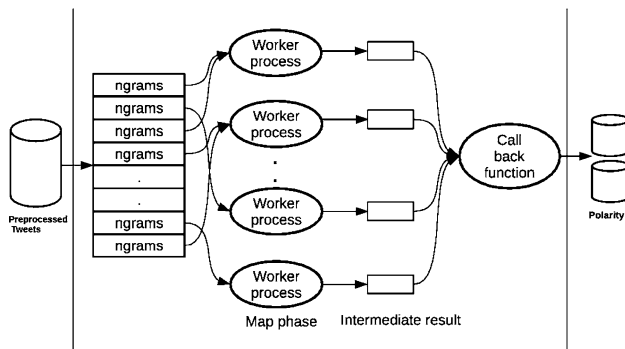 Preprocessed
Tweets
ngrams
ngrams
ngrams
ngrams
.
.
ngrams
ngrams
Worker
process
Worker
process
.
.
Worker
process
Worker
process
Map phase
Intermediate result
Call
back
function
Polarity